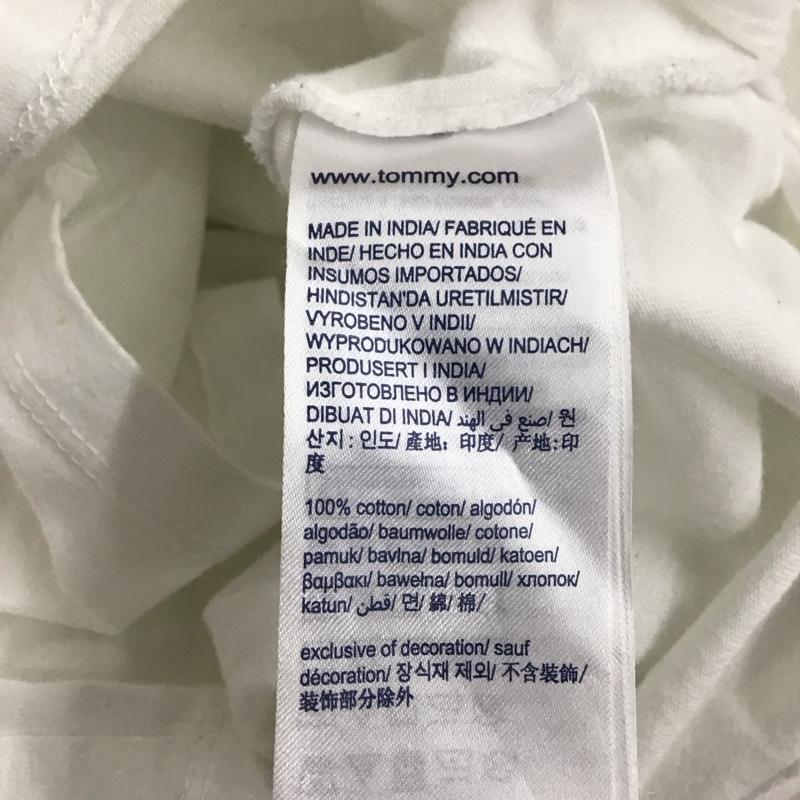 www.tommy.com
MADE IN INDIA/ FABRIQUÉ EN
INDE/ HECHO EN INDIA CON
INSUMOS IMPORTADOS/
HINDISTAN'DA URETILMISTIR/
VYROBENO V INDII/
WYPRODUKOWANO W INDIACH/
PRODUSERT I INDIA/
ИЗГОТОВЛЕНО В ИНДИИ/
DIBUAT DI INDIA/ صنع في الهند/ 원
산지: 인도/ 產地: 印度/ 产地:印
度
100% cotton/ coton/ algodón/
algodão/ baumwolle/ cotone/
pamuk/ bavlna/ bomuld/ katoen/
βαμβακι/ bawełna/ bomull/ хлопок/
katun/ قطن/ 면/ 綿/ 棉/
exclusive of decoration/ sauf
décoration/ 장식재 제외/ 不含裝飾/
装饰部分除外